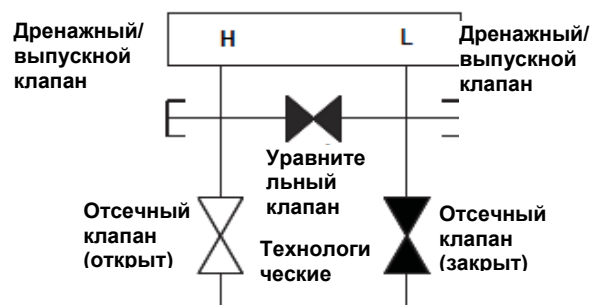 Дренажный/
выпускной
клапан
H
L
Дренажный/
выпускной
клапан
Уравните
льный
клапан
Отсечный
клапан
(открыт)
Технологи
ческие
Отсечный
клапан
(закрыт)